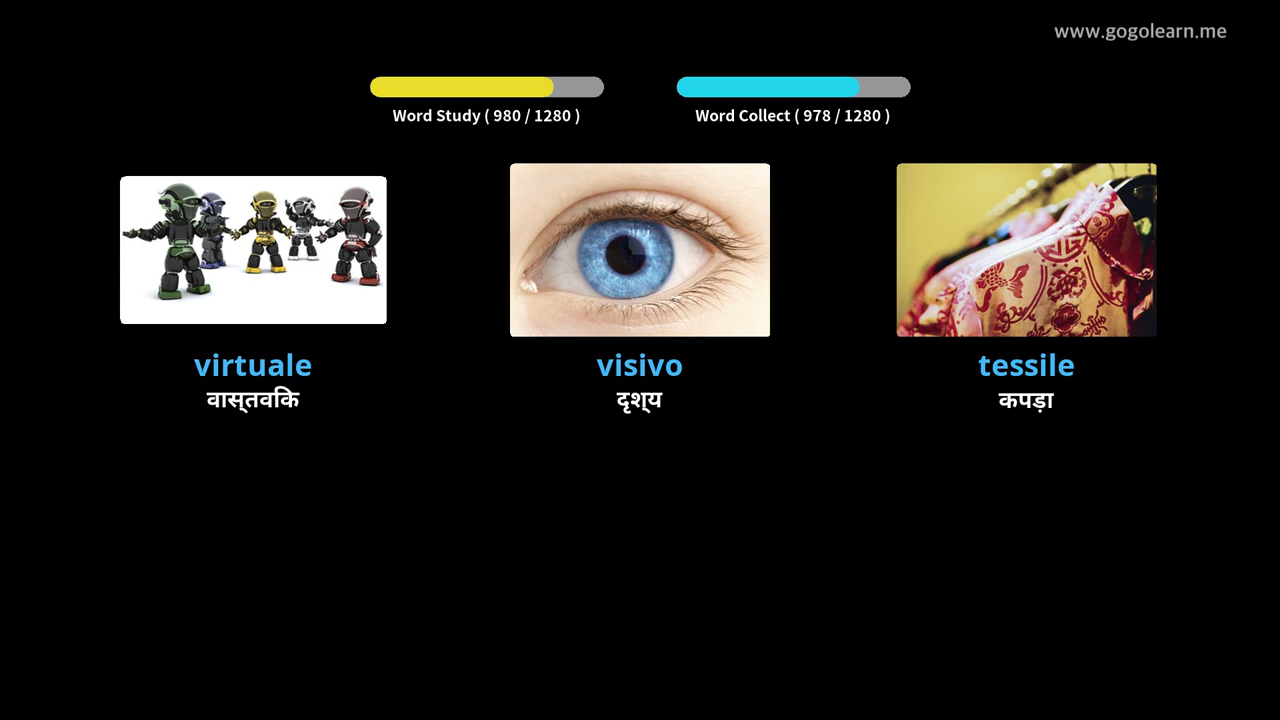 www.gogolearn.me
Word Study ( 980 / 1280 )
Word Collect ( 978 / 1280 )
virtuale
वास्‌तवकि
visivo
दृश्‌य
tessile
कपड़ा